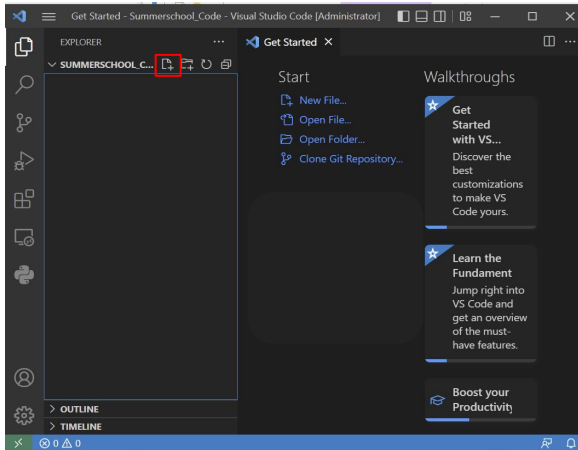 Get Started - Summerschool_Code - Visual Studio Code [Administrator]
EXPLORER
Get Started
SUMMERSCHOOL_C...
Start
New File...
Open File...
Open Folder...
Clone Git Repository...
Walkthroughs
Get
Started
with VS...
Discover the
best
customizations
to make VS
Code yours.
Learn the
Fundament
Jump right into
VS Code and
get an overview
of the must-
have features.
Boost your
Productivit
OUTLINE
TIMELINE
0 0